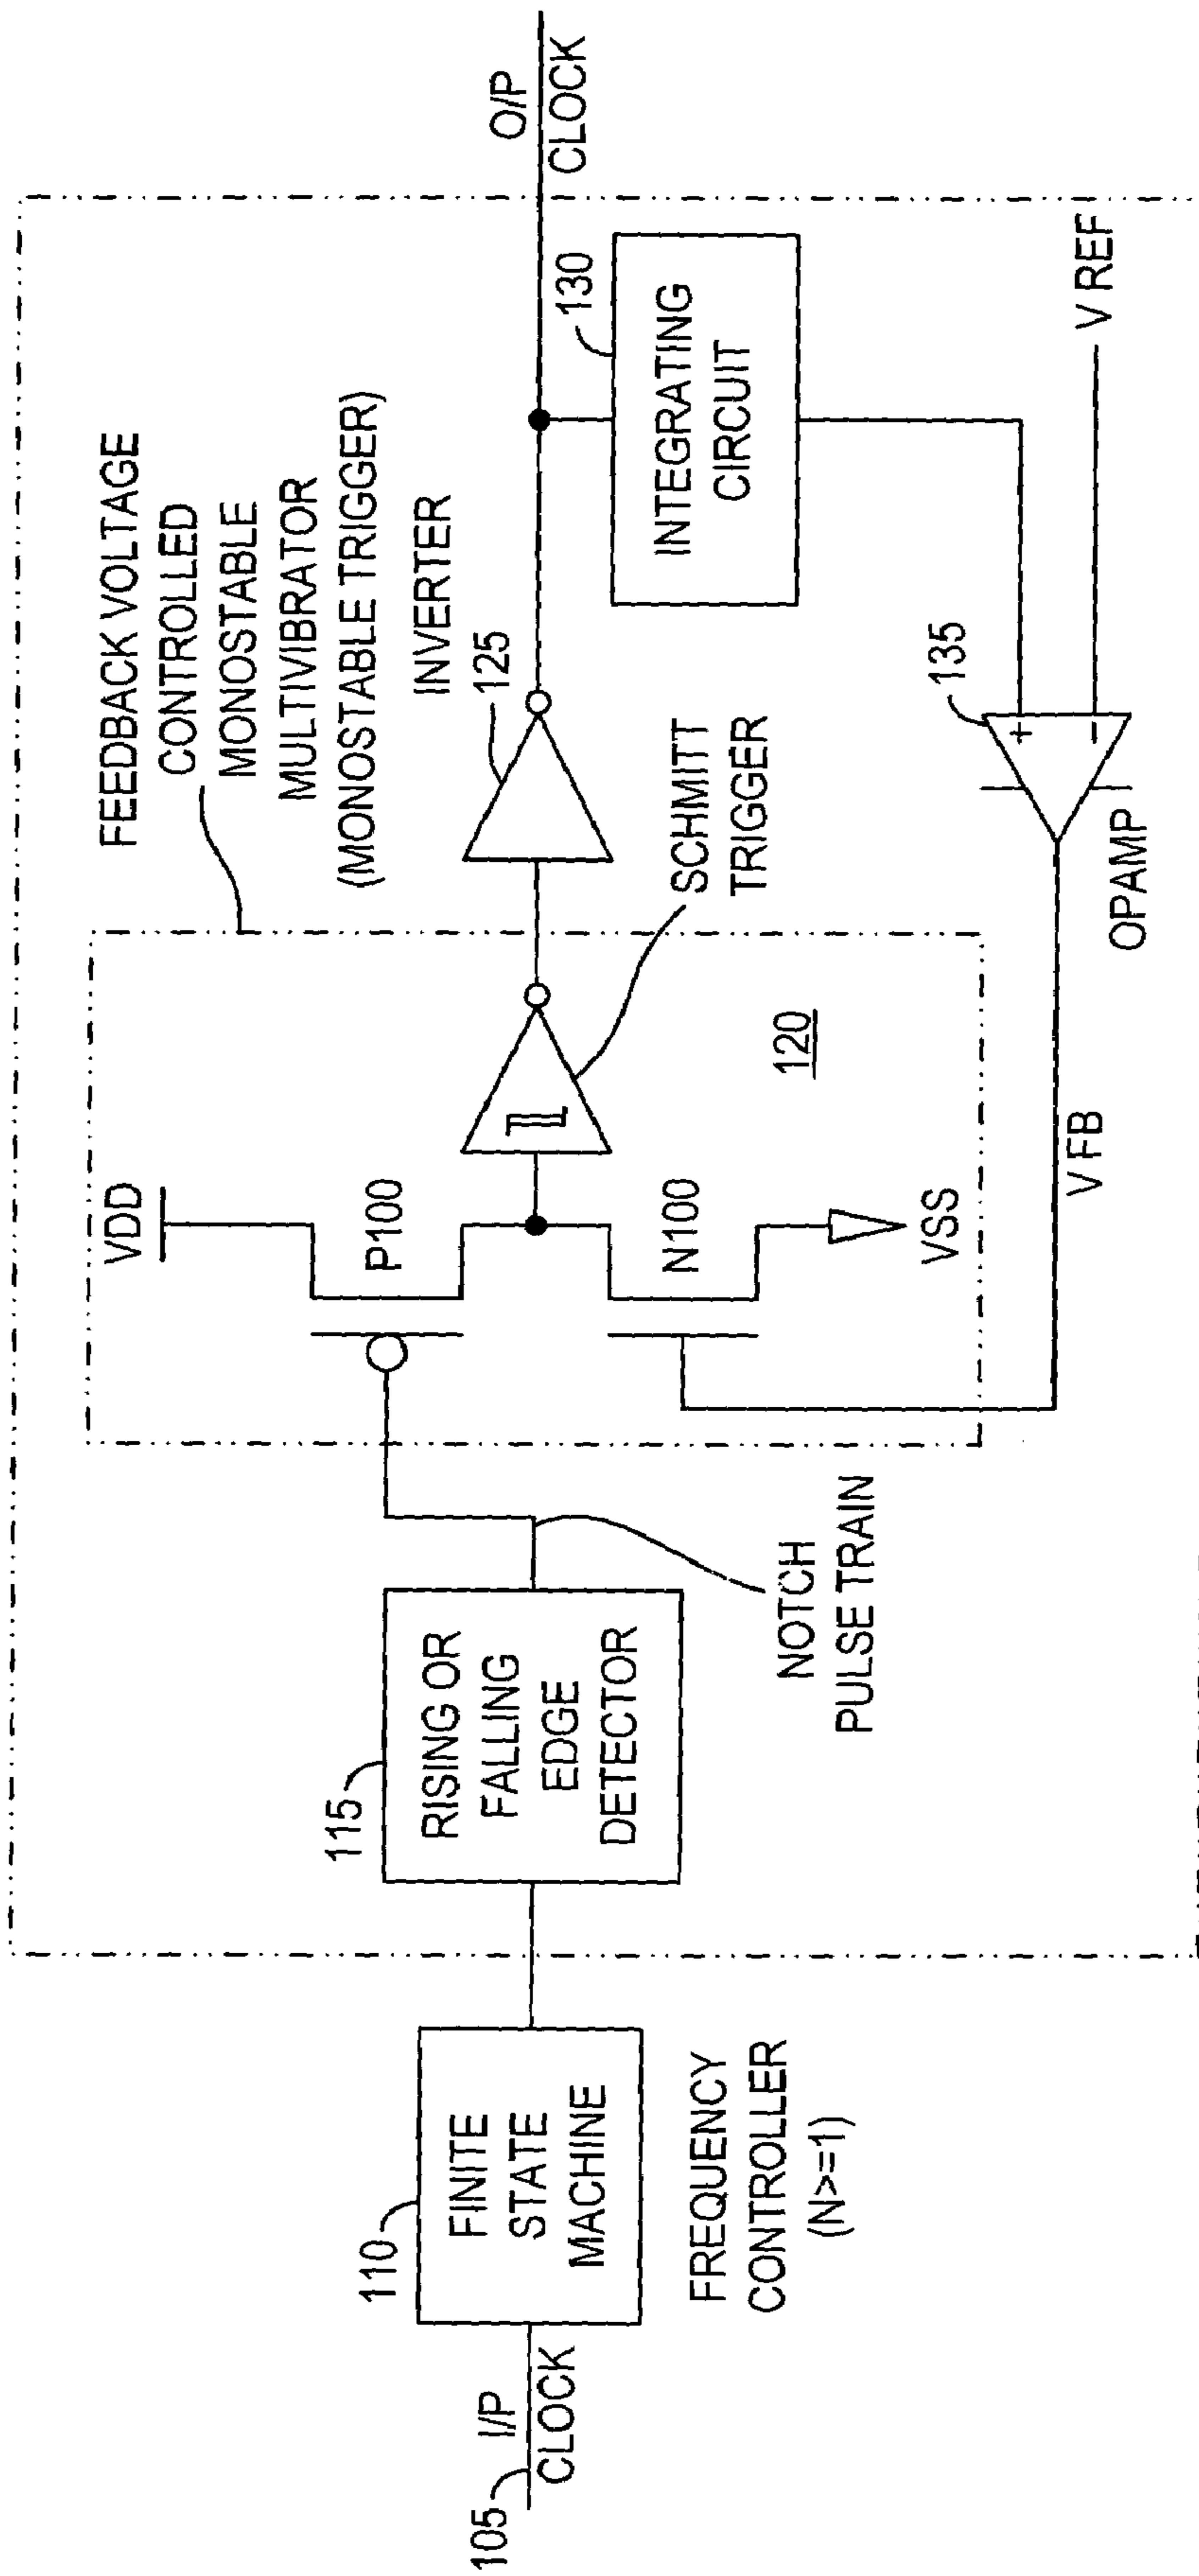 105
I/P
CLOCK
110
FINITE
STATE
MACHINE
FREQUENCY
CONTROLLER
(N>=1)
115
RISING OR
FALLING
EDGE
DETECTOR
NOTCH
PULSE TRAIN
FEEDBACK VOLTAGE
CONTROLLED
MONOSTABLE
MULTIVIBRATOR
(MONOSTABLE TRIGGER)
VDD
P100
N100
VSS
120
SCHMITT
TRIGGER
INVERTER
125
O/P
CLOCK
130
INTEGRATING
CIRCUIT
135
+
-
OPAMP
V REF
V FB